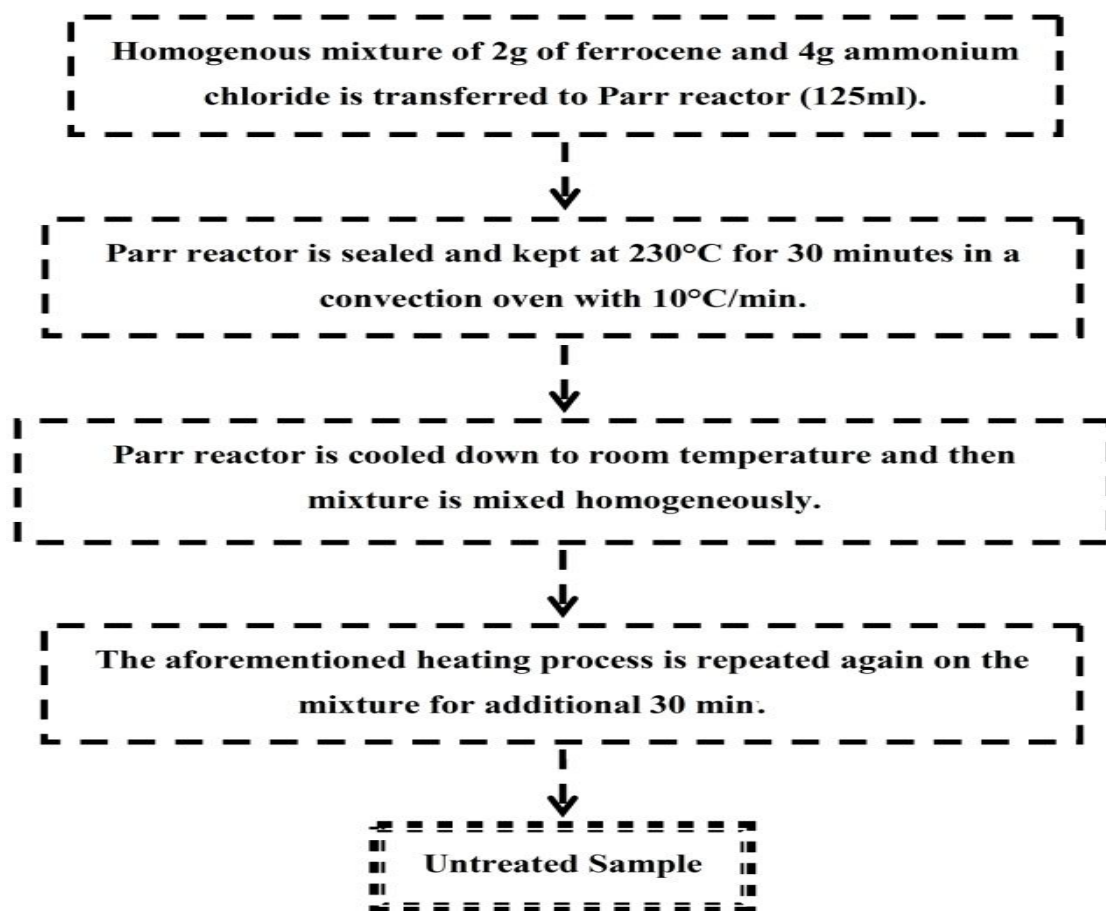 Homogenous mixture of 2g of ferrocene and 4g ammonium
chloride is transferred to Parr reactor (125ml).
Parr reactor is sealed and kept at 230°C for 30 minutes in a
convection oven with 10°C/min.
Parr reactor is cooled down to room temperature and then
mixture is mixed homogeneously.
The aforementioned heating process is repeated again on the
mixture for additional 30 min.
Untreated Sample